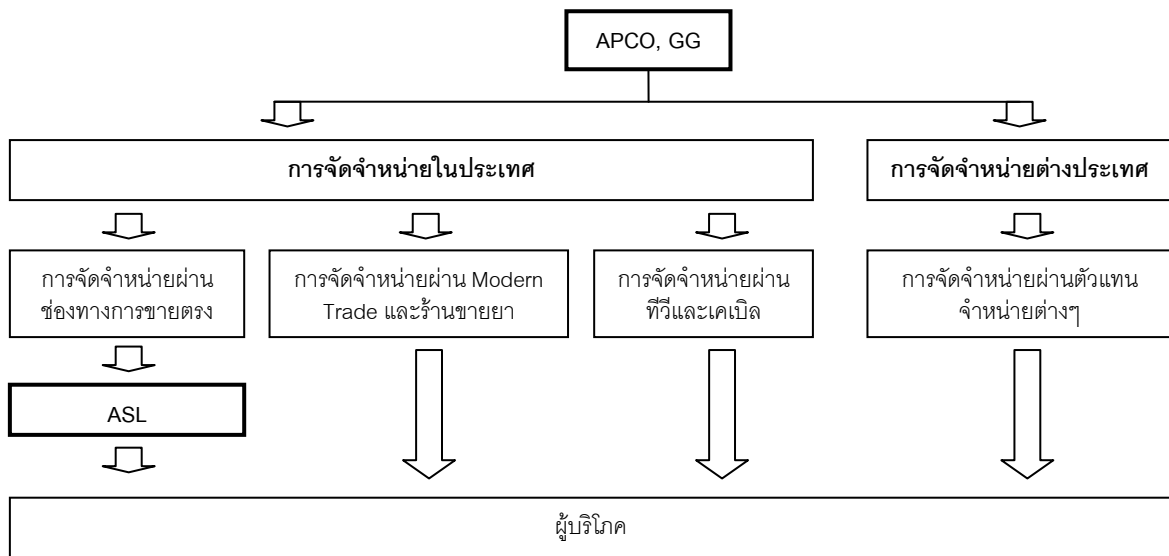 APCO, GG
การจัดจำหน่ายในประเทศ
การจัดจำหน่ายต่างประเทศ
การจัดจำหน่ายผ่าน
ช่องทางการขายตรง
การจัดจำหน่ายผ่าน Modern
Trade และร้านขายยา
การจัดจำหน่ายผ่าน
ทีวีและเคเบิล
การจัดจำหน่ายผ่านตัวแทน
จำหน่ายต่างๆ
ASL
ผู้บริโภค